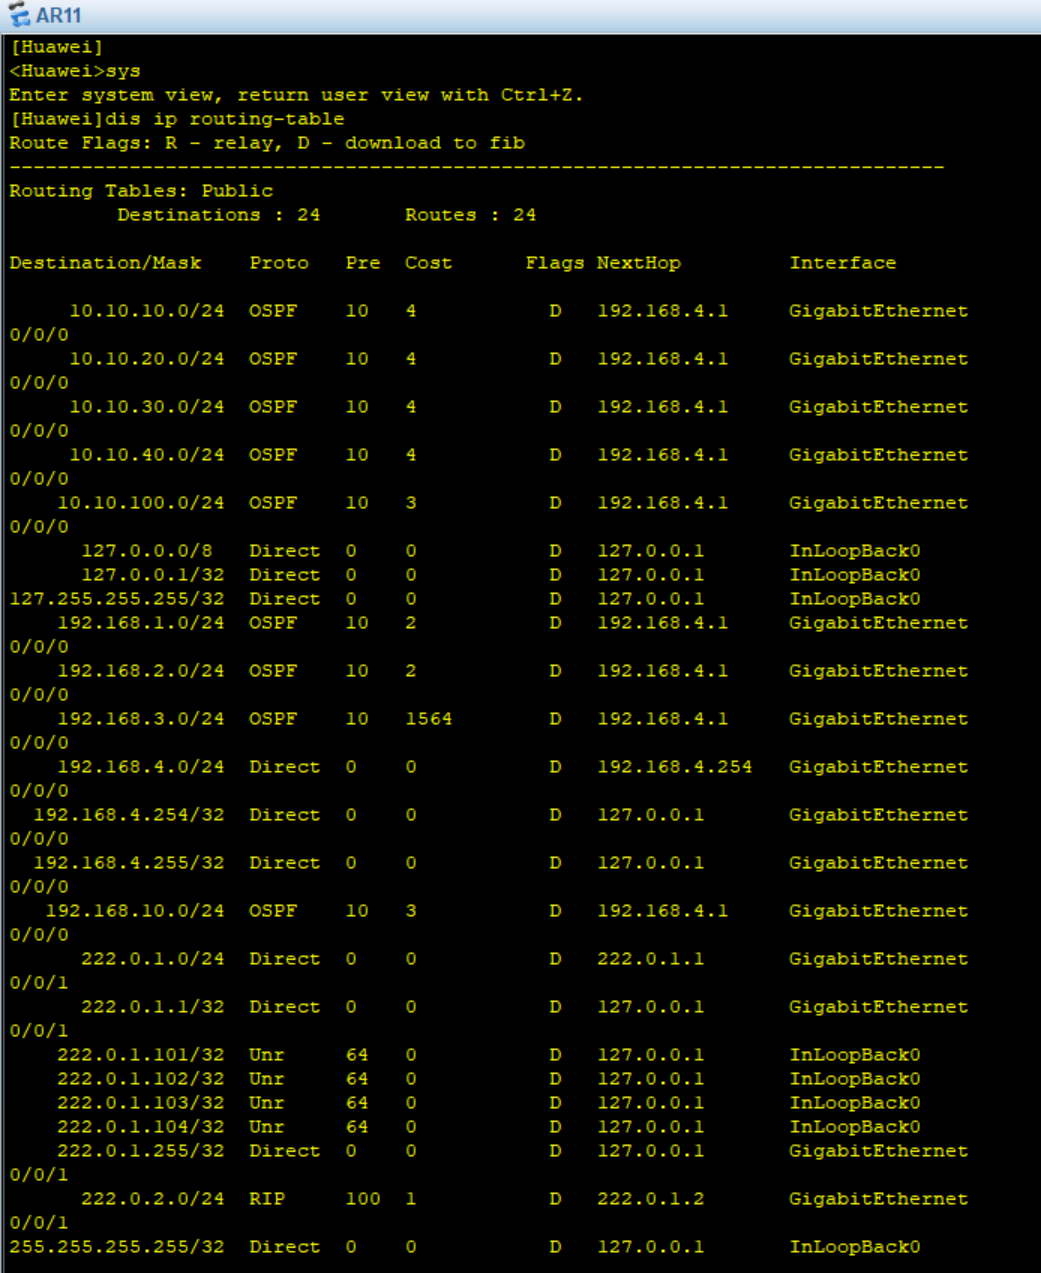 AR11
[Huawei]
<Huawei>sys
Enter system view, return user view with Ctrl+Z.
[Huawei]dis ip routing-table
Route Flags: R - relay, D - download to fib
------------------------------------------------------------------------------
Routing Tables: Public
         Destinations : 24       Routes : 24

Destination/Mask    Proto   Pre  Cost      Flags NextHop         Interface

     10.10.10.0/24  OSPF    10   4           D   192.168.4.1     GigabitEthernet
0/0/0
     10.10.20.0/24  OSPF    10   4           D   192.168.4.1     GigabitEthernet
0/0/0
     10.10.30.0/24  OSPF    10   4           D   192.168.4.1     GigabitEthernet
0/0/0
     10.10.40.0/24  OSPF    10   4           D   192.168.4.1     GigabitEthernet
0/0/0
    10.10.100.0/24  OSPF    10   3           D   192.168.4.1     GigabitEthernet
0/0/0
      127.0.0.0/8   Direct  0    0           D   127.0.0.1       InLoopBack0
      127.0.0.1/32  Direct  0    0           D   127.0.0.1       InLoopBack0
127.255.255.255/32  Direct  0    0           D   127.0.0.1       InLoopBack0
    192.168.1.0/24  OSPF    10   2           D   192.168.4.1     GigabitEthernet
0/0/0
    192.168.2.0/24  OSPF    10   2           D   192.168.4.1     GigabitEthernet
0/0/0
    192.168.3.0/24  OSPF    10   1564        D   192.168.4.1     GigabitEthernet
0/0/0
    192.168.4.0/24  Direct  0    0           D   192.168.4.254   GigabitEthernet
0/0/0
  192.168.4.254/32  Direct  0    0           D   127.0.0.1       GigabitEthernet
0/0/0
  192.168.4.255/32  Direct  0    0           D   127.0.0.1       GigabitEthernet
0/0/0
   192.168.10.0/24  OSPF    10   3           D   192.168.4.1     GigabitEthernet
0/0/0
      222.0.1.0/24  Direct  0    0           D   222.0.1.1       GigabitEthernet
0/0/1
      222.0.1.1/32  Direct  0    0           D   127.0.0.1       GigabitEthernet
0/0/1
    222.0.1.101/32  Unr     64   0           D   127.0.0.1       InLoopBack0
    222.0.1.102/32  Unr     64   0           D   127.0.0.1       InLoopBack0
    222.0.1.103/32  Unr     64   0           D   127.0.0.1       InLoopBack0
    222.0.1.104/32  Unr     64   0           D   127.0.0.1       InLoopBack0
    222.0.1.255/32  Direct  0    0           D   127.0.0.1       GigabitEthernet
0/0/1
      222.0.2.0/24  RIP     100  1           D   222.0.1.2       GigabitEthernet
0/0/1
255.255.255.255/32  Direct  0    0           D   127.0.0.1       InLoopBack0